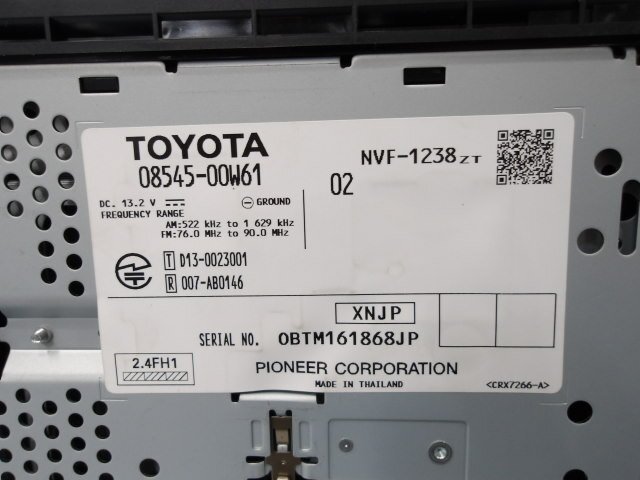 TOYOTA
08545-00W61
NVF-1238ZT
02
DC. 13.2 V
⊖ GROUND
FREQUENCY RANGE
AM:522 kHz to 1 629 kHz
FM:76.0 MHz to 90.0 MHz
T D13-0023001
R 007-AB0146
XNJP
SERIAL NO. 0BTM161868JP
2.4FH1
PIONEER CORPORATION
MADE IN THAILAND
<CRX7266-A>